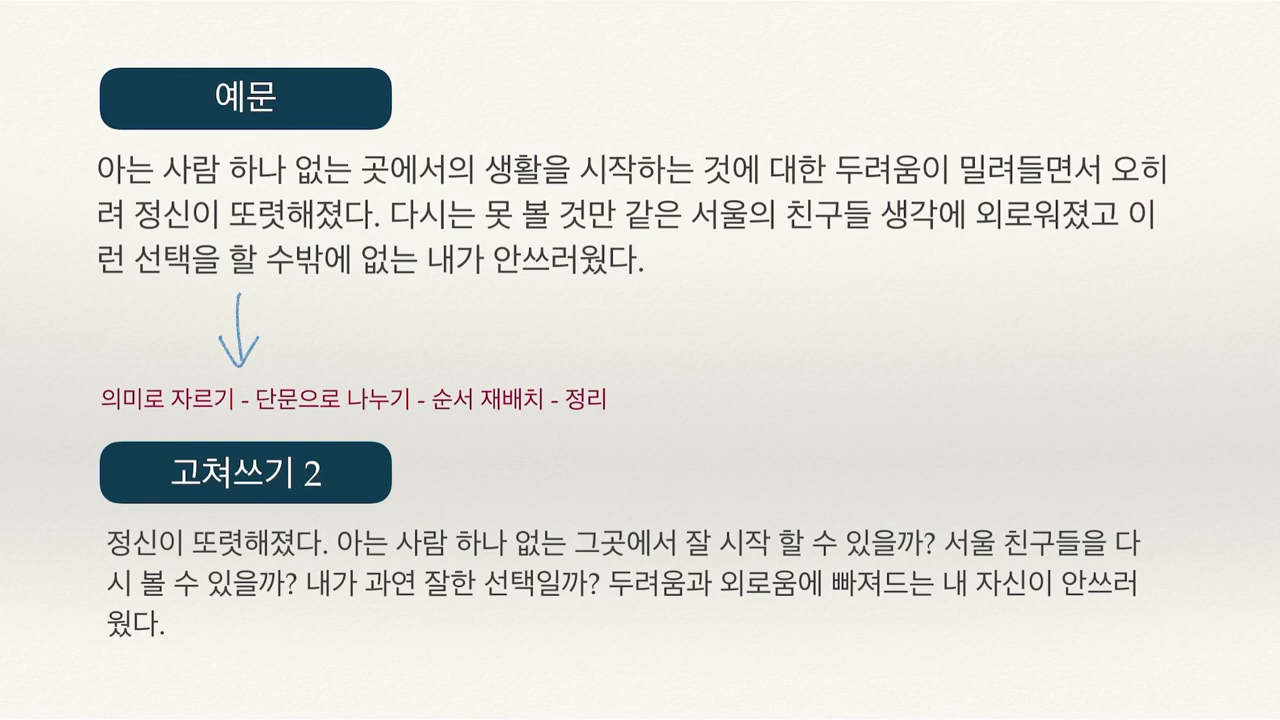 예문
아는 사람 하나 없는 곳에서의 생활을 시작하는 것에 대한 두려움이 밀려들면서 오히
려 정신이 또렷해졌다. 다시는 못 볼 것만 같은 서울의 친구들 생각에 외로워졌고 이
런 선택을 할 수밖에 없는 내가 안쓰러웠다.
의미로 자르기 - 단문으로 나누기 - 순서 재배치 - 정리
고쳐쓰기 2
정신이 또렷해졌다. 아는 사람 하나 없는 그곳에서 잘 시작 할 수 있을까? 서울 친구들을 다
시 볼 수 있을까? 내가 과연 잘한 선택일까? 두려움과 외로움에 빠져드는 내 자신이 안쓰러
웠다.